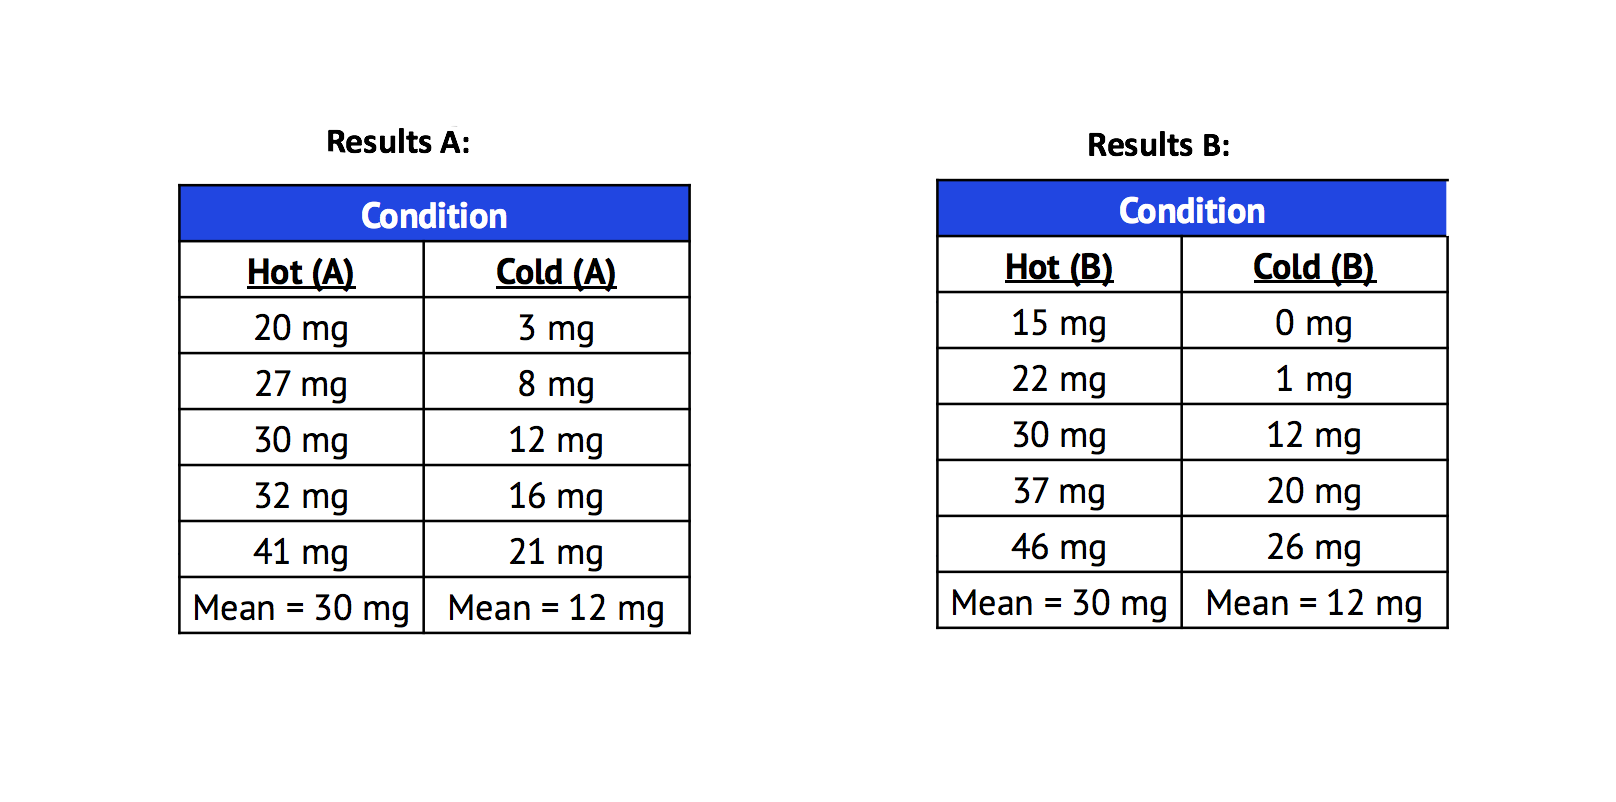 Results A:
Condition
Hot (A) Cold (A)
20 mg 3 mg
27 mg 8 mg
30 mg 12 mg
32 mg 16 mg
41 mg 21 mg
Mean = 30 mg Mean = 12 mg
Results B:
Condition
Hot (B) Cold (B)
15 mg 0 mg
22 mg 1 mg
30 mg 12 mg
37 mg 20 mg
46 mg 26 mg
Mean = 30 mg Mean = 12 mg